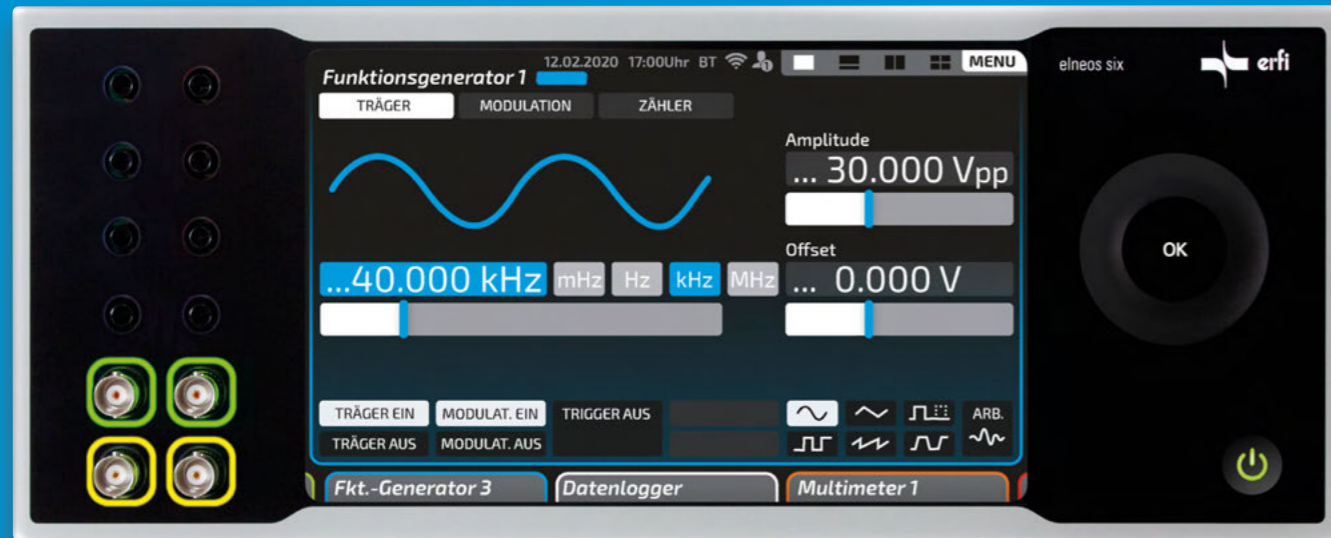 12.02.2020 17:00Uhr BT
MENU
Funktionsgenerator 1
TRÄGER
MODULATION
ZÄHLER
Amplitude
... 30.000 Vpp
Offset
... 0.000 V
...40.000 kHz
mHz
Hz
kHz
MHz
TRÄGER EIN
MODULAT. EIN
TRIGGER AUS
TRÄGER AUS
MODULAT. AUS
ARB.
Fkt.-Generator 3
Datenlogger
Multimeter 1
elneos six
erfi
OK